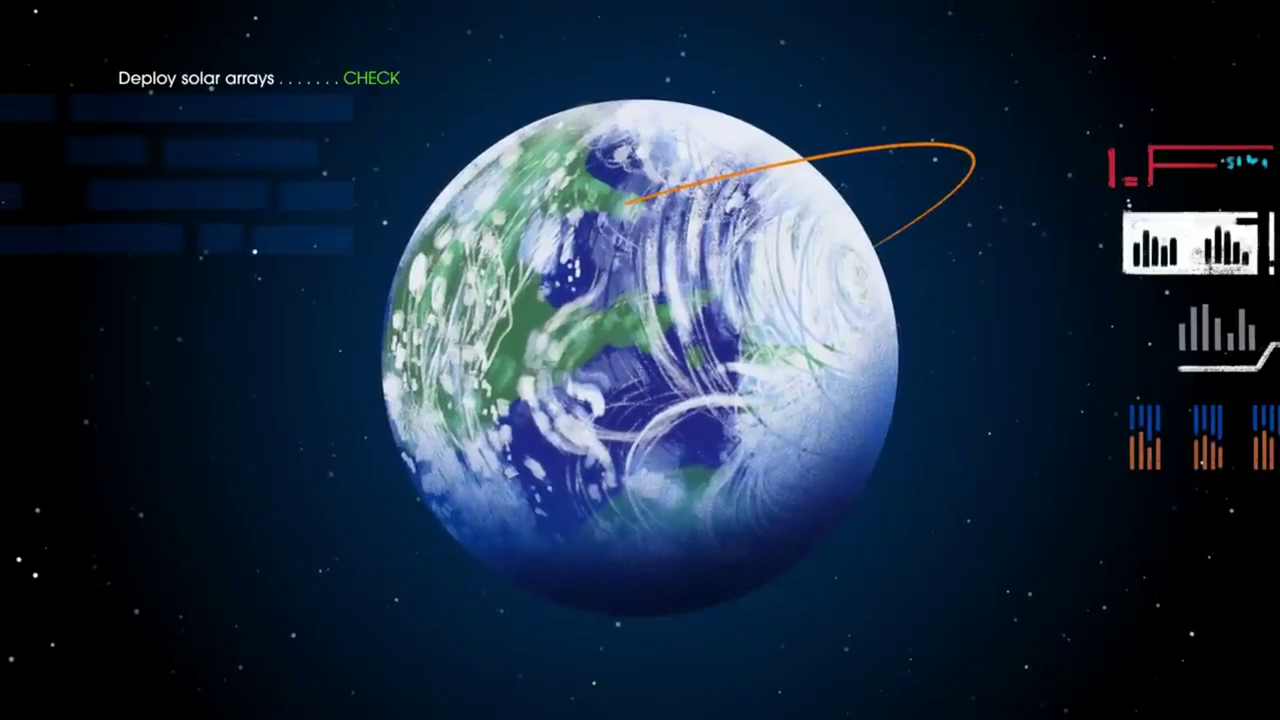 Deploy solar arrays . . . . . . . CHECK